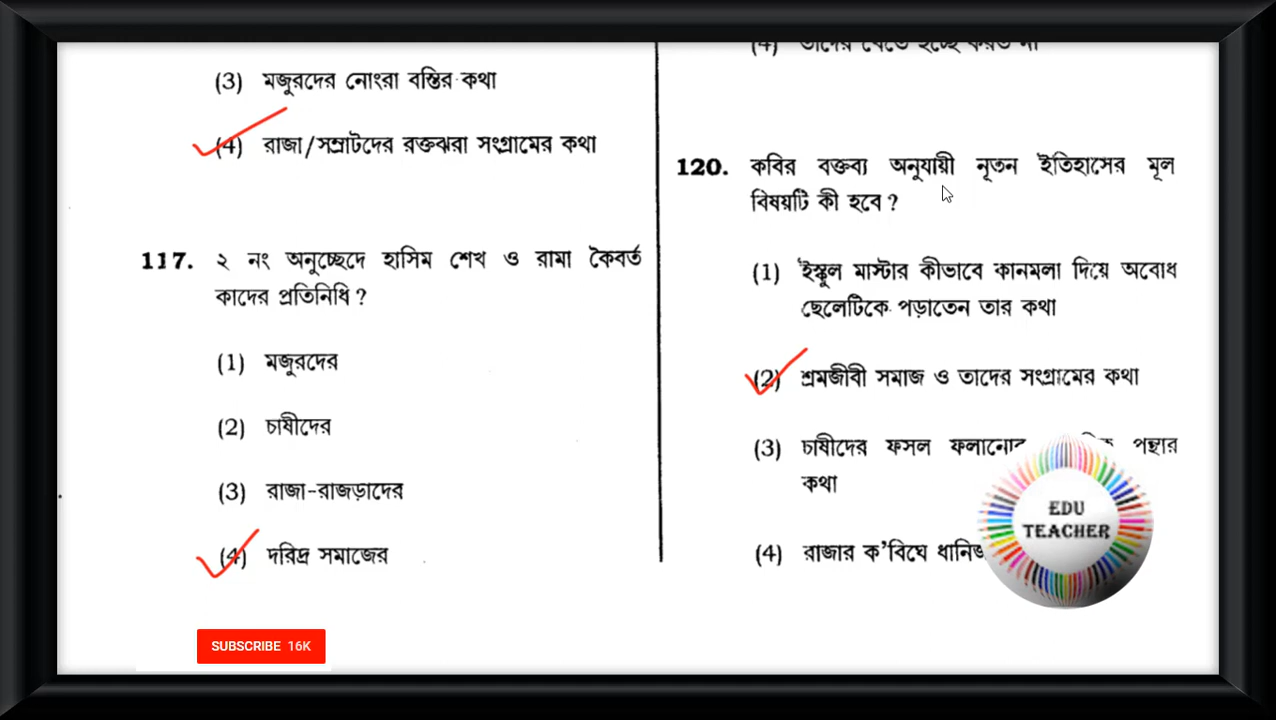 (3) মজুরদের নোংরা বস্তির কথা
(4) রাজা/সম্রাটদের রক্তঝরা সংগ্রামের কথা
117. ২ নং অনুচ্ছেদে হাসিম শেখ ও রামা কৈবর্ত
কাদের প্রতিনিধি ?
(1) মজুরদের
(2) চাষীদের
(3) রাজা-রাজড়াদের
(4) দরিদ্র সমাজের
(4)
120. কবির বক্তব্য অনুযায়ী নূতন ইতিহাসের মূল
বিষয়টি কী হবে ?
(1) ইস্কুল মাস্টার কীভাবে কানমলা দিয়ে অবোধ
ছেলেটিকে পড়াতেন তার কথা
(2) শ্রমজীবী সমাজ ও তাদের সংগ্রামের কথা
(3) চাষীদের ফসল ফলানোর পন্থার
কথা
(4) রাজার ক'বিঘে
EDU
TEACHER
SUBSCRIBE 16K